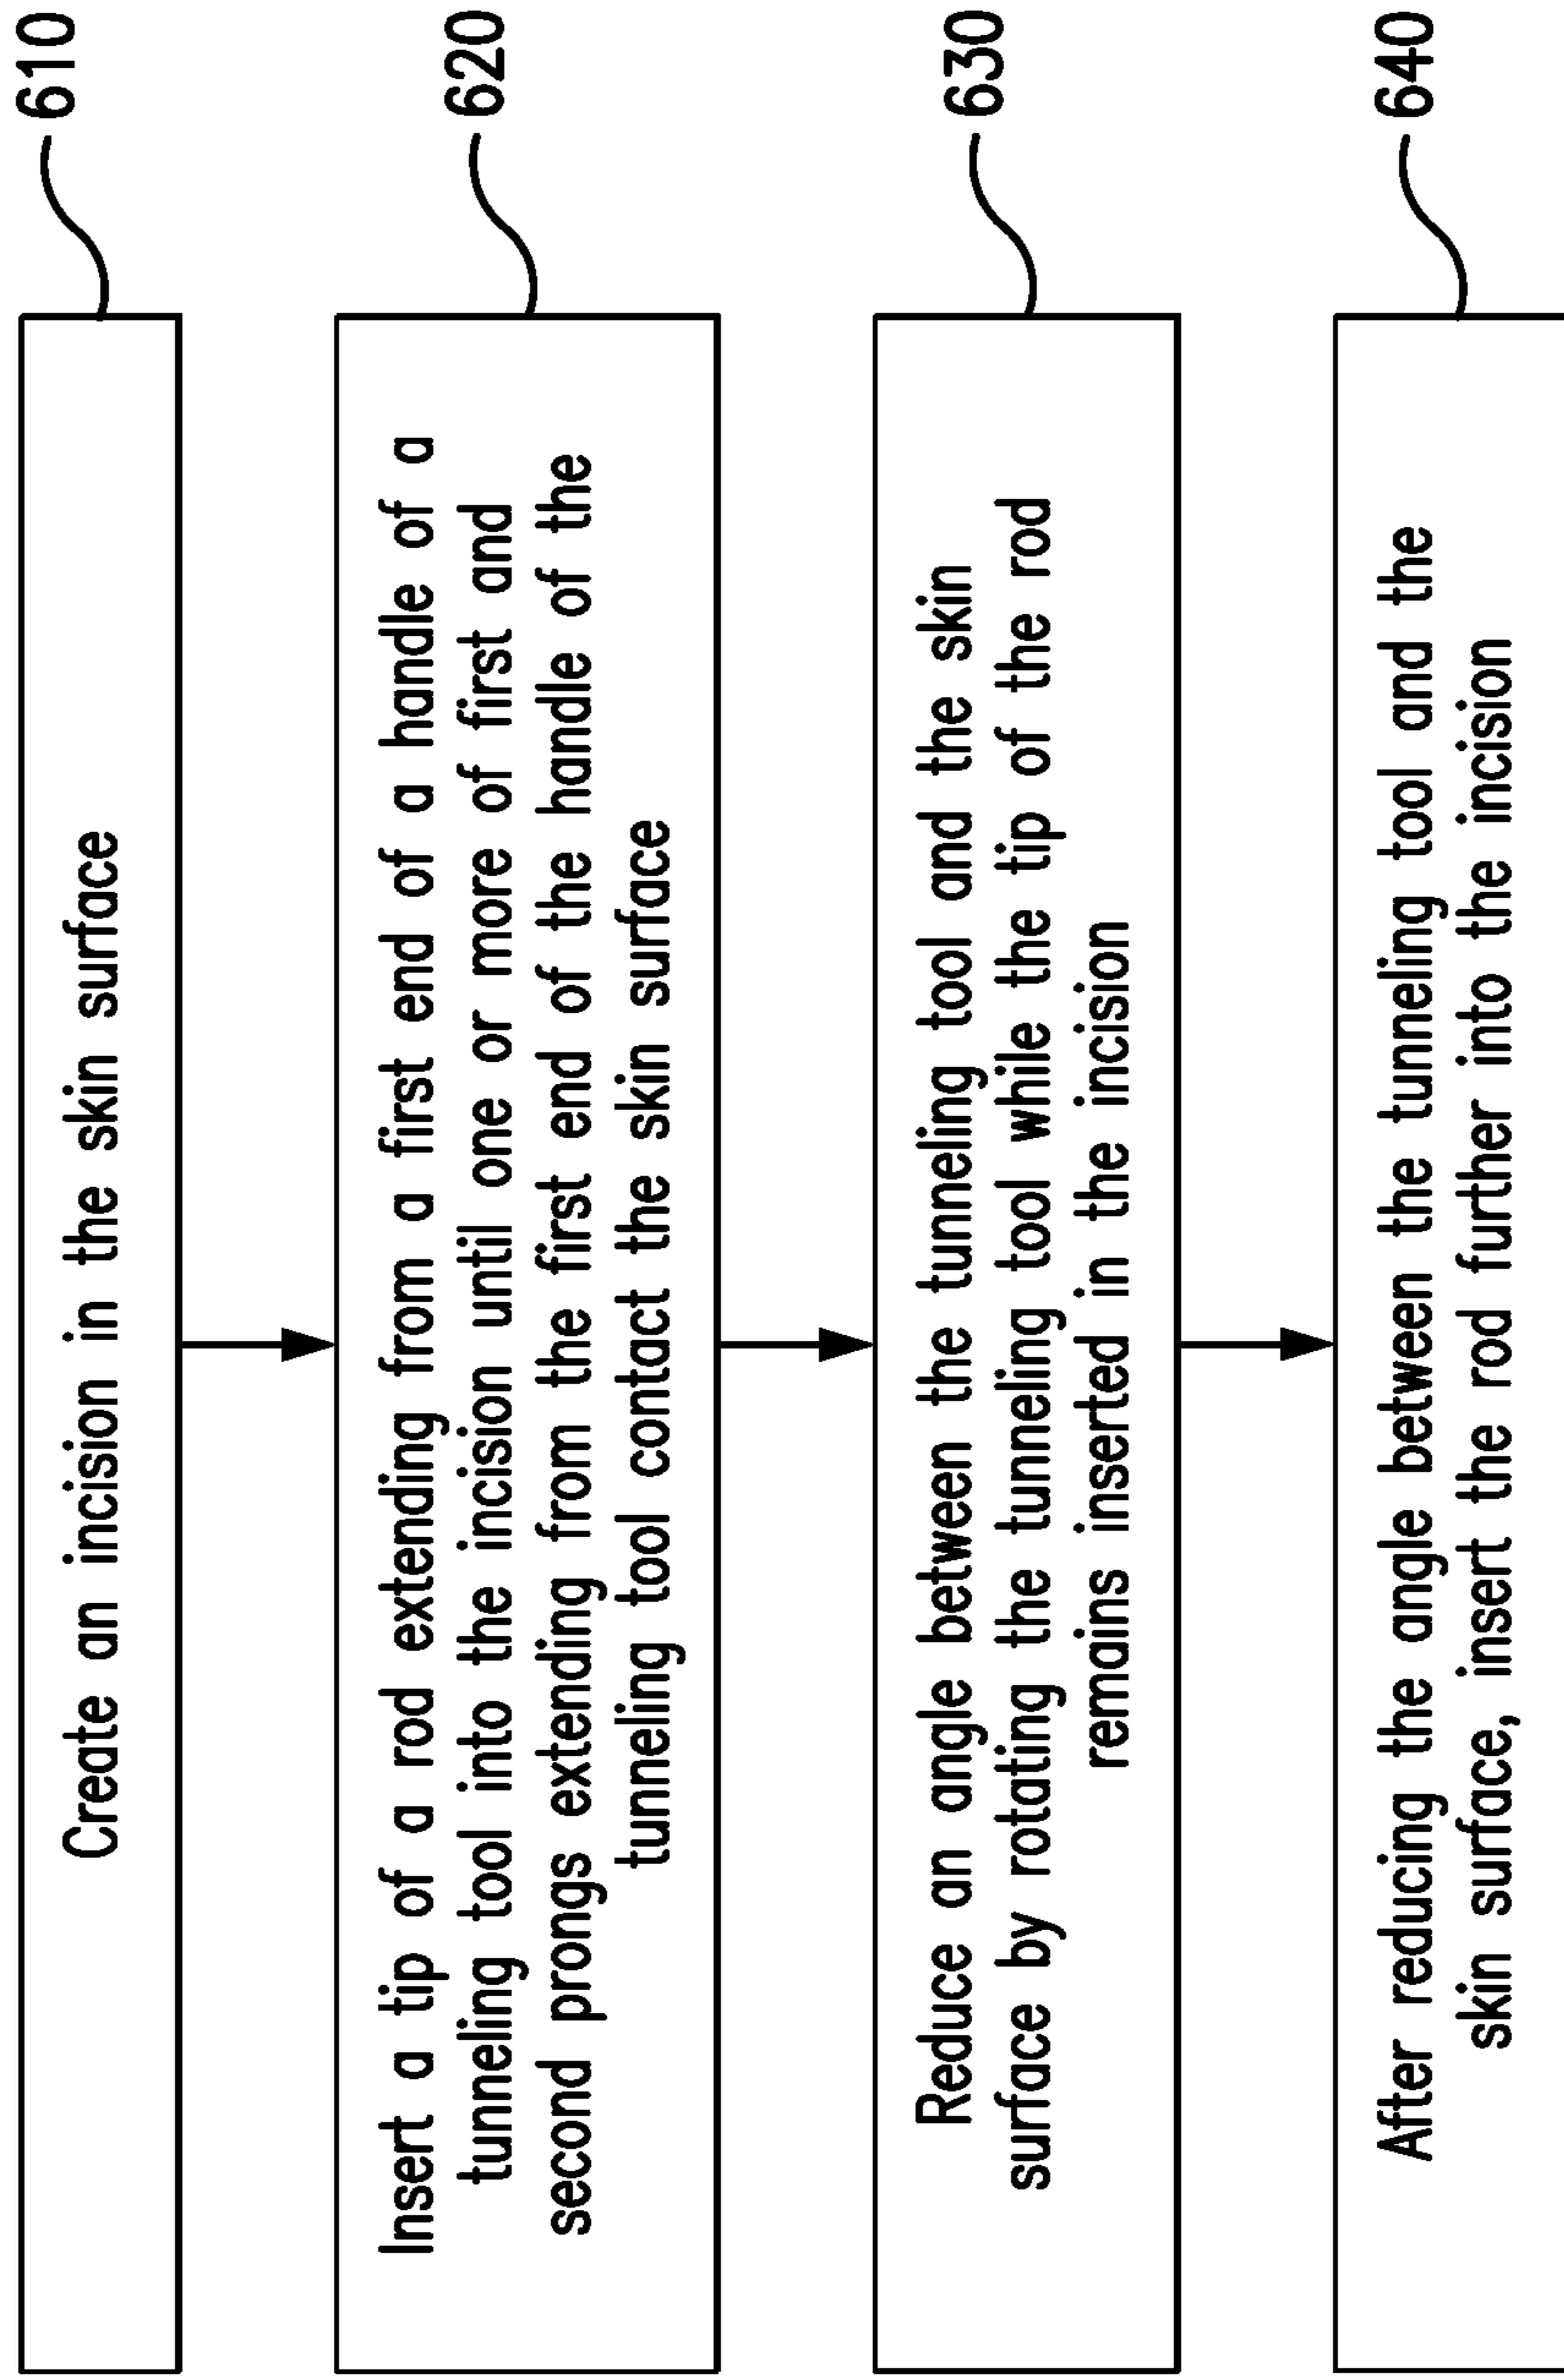 Create an incision in the skin surface
610
Insert a tip of a rod extending from a first end of a handle of a
tunneling tool into the incision until one or more of first and
second prongs extending from the first end of the handle of the
tunneling tool contact the skin surface
620
Reduce an angle between the tunneling tool and the skin
surface by rotating the tunneling tool while the tip of the rod
remains inserted in the incision
630
After reducing the angle between the tunneling tool and the
skin surface, insert the rod further into the incision
640